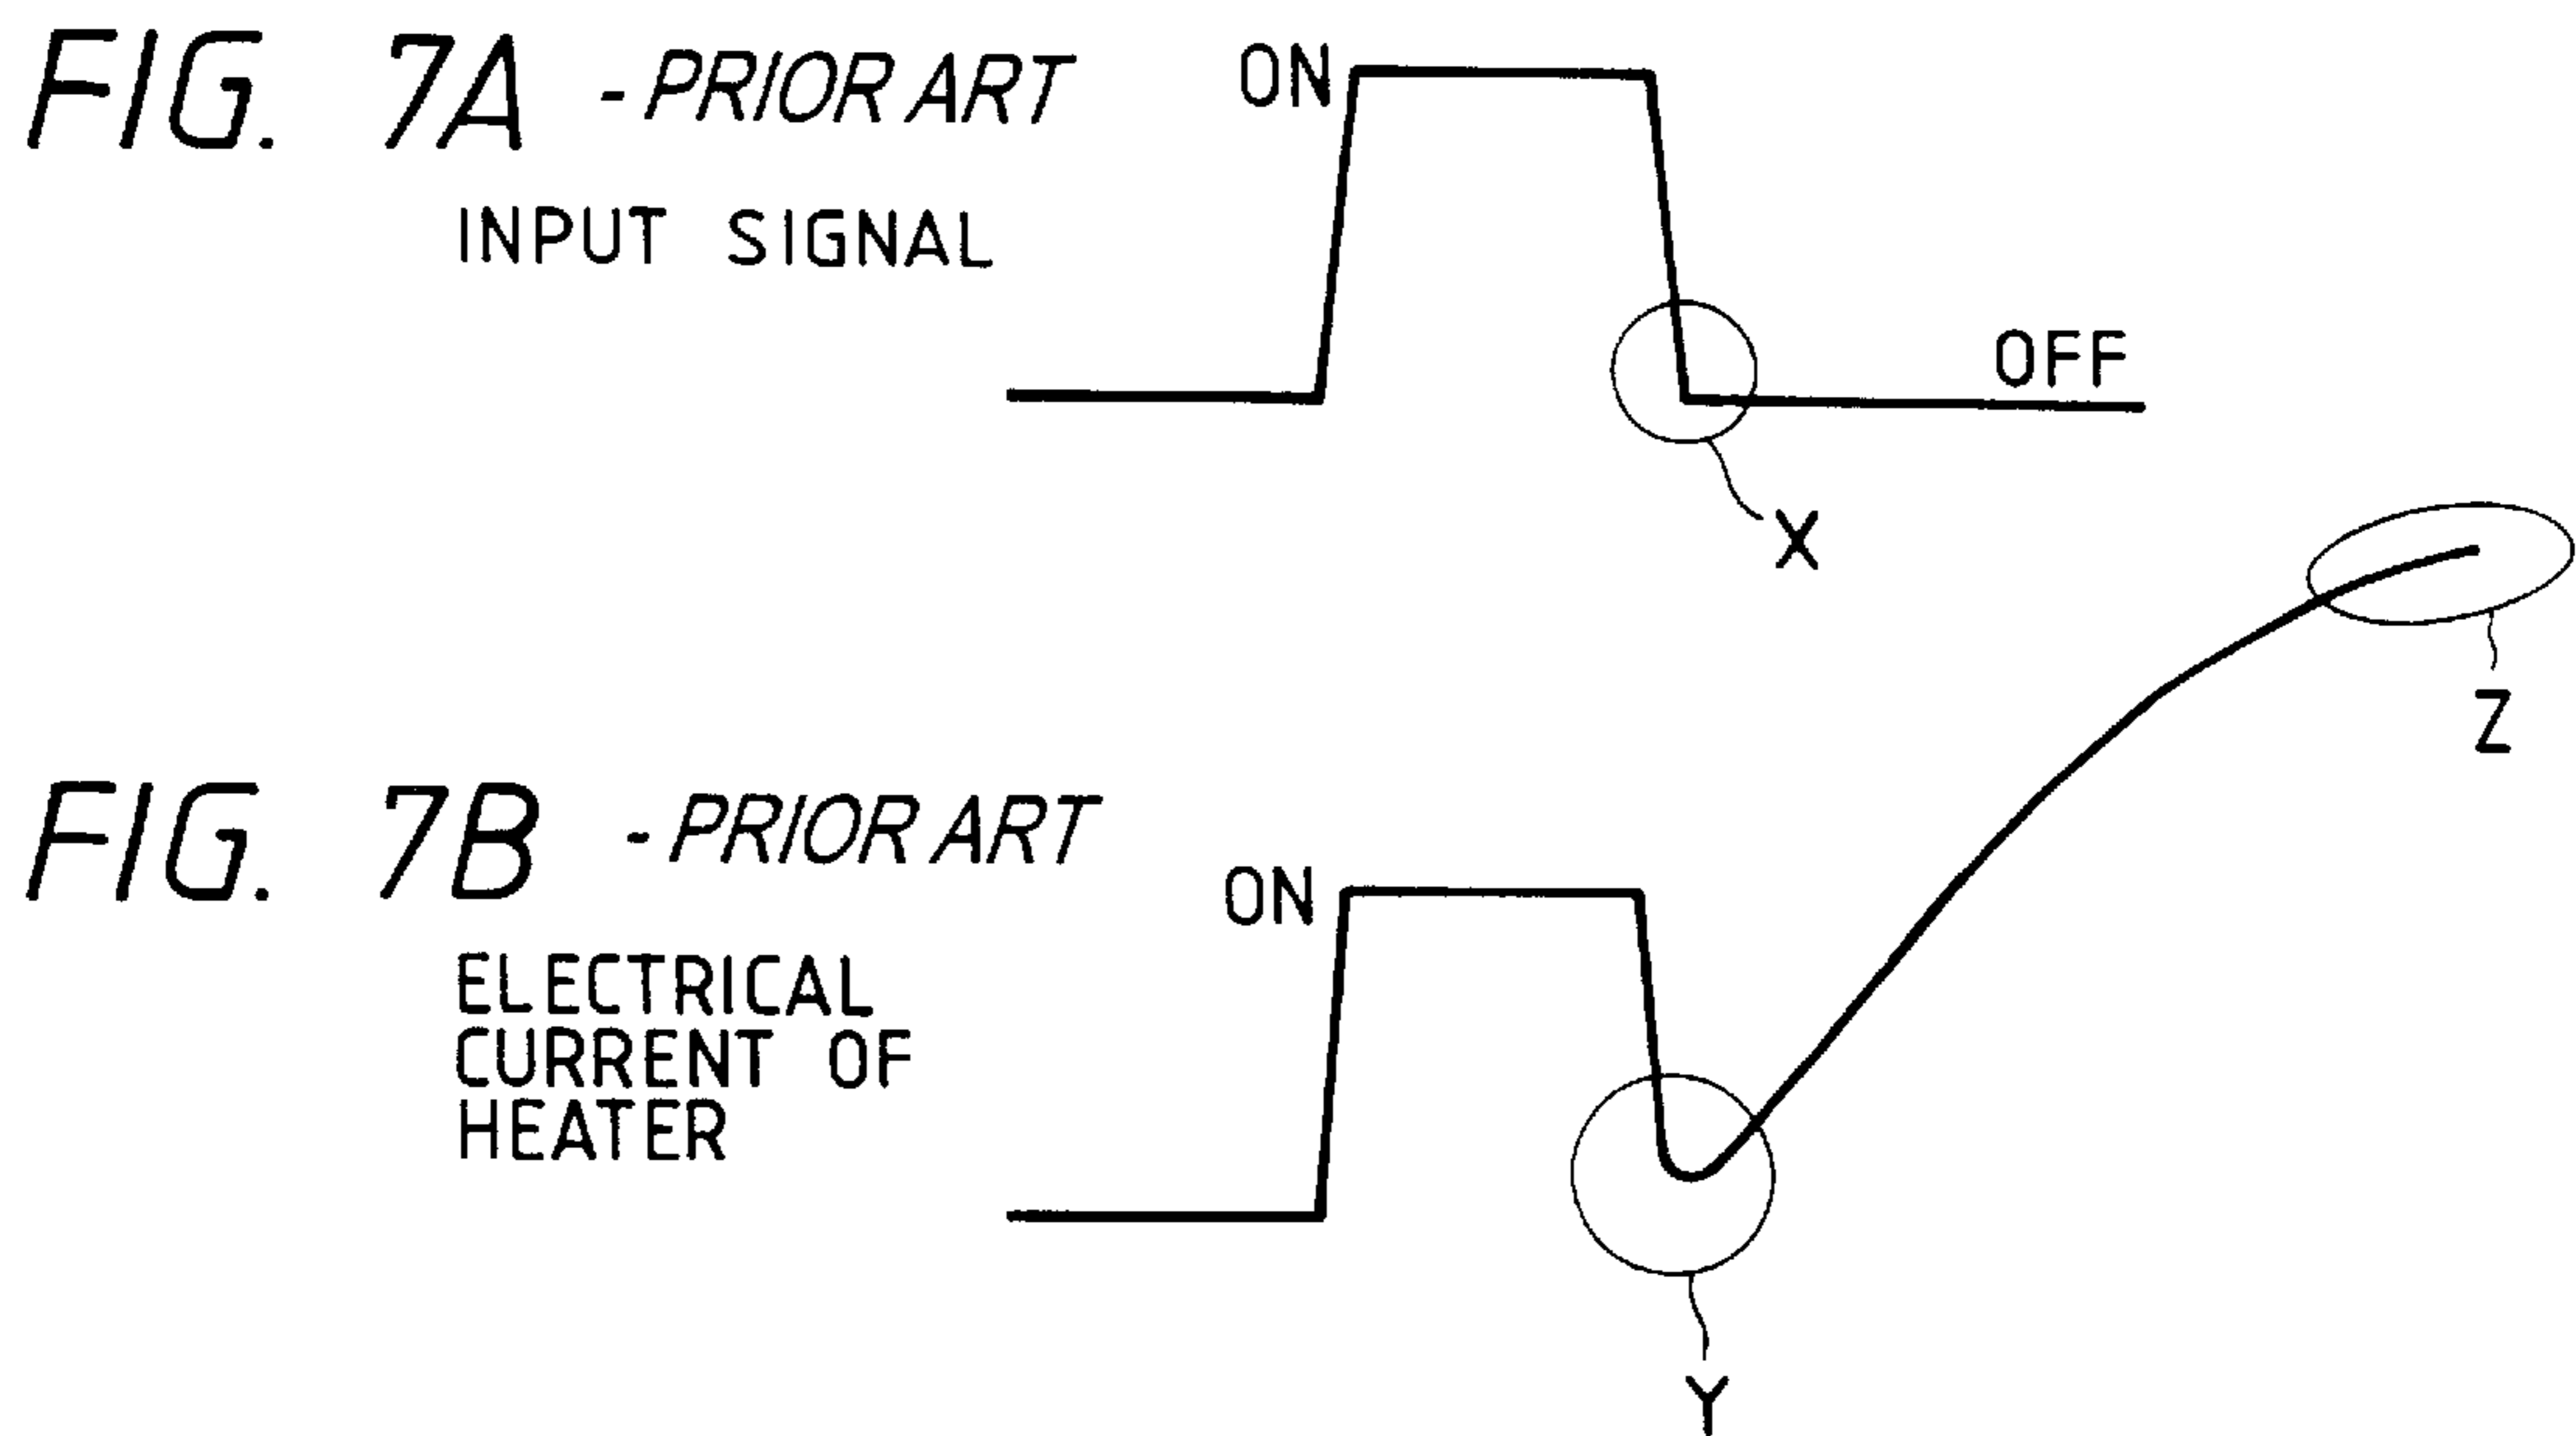 FIG. 7A - PRIOR ART
INPUT SIGNAL
ON
OFF
X
Z
FIG. 7B - PRIOR ART
ELECTRICAL
CURRENT OF
HEATER
ON
Y